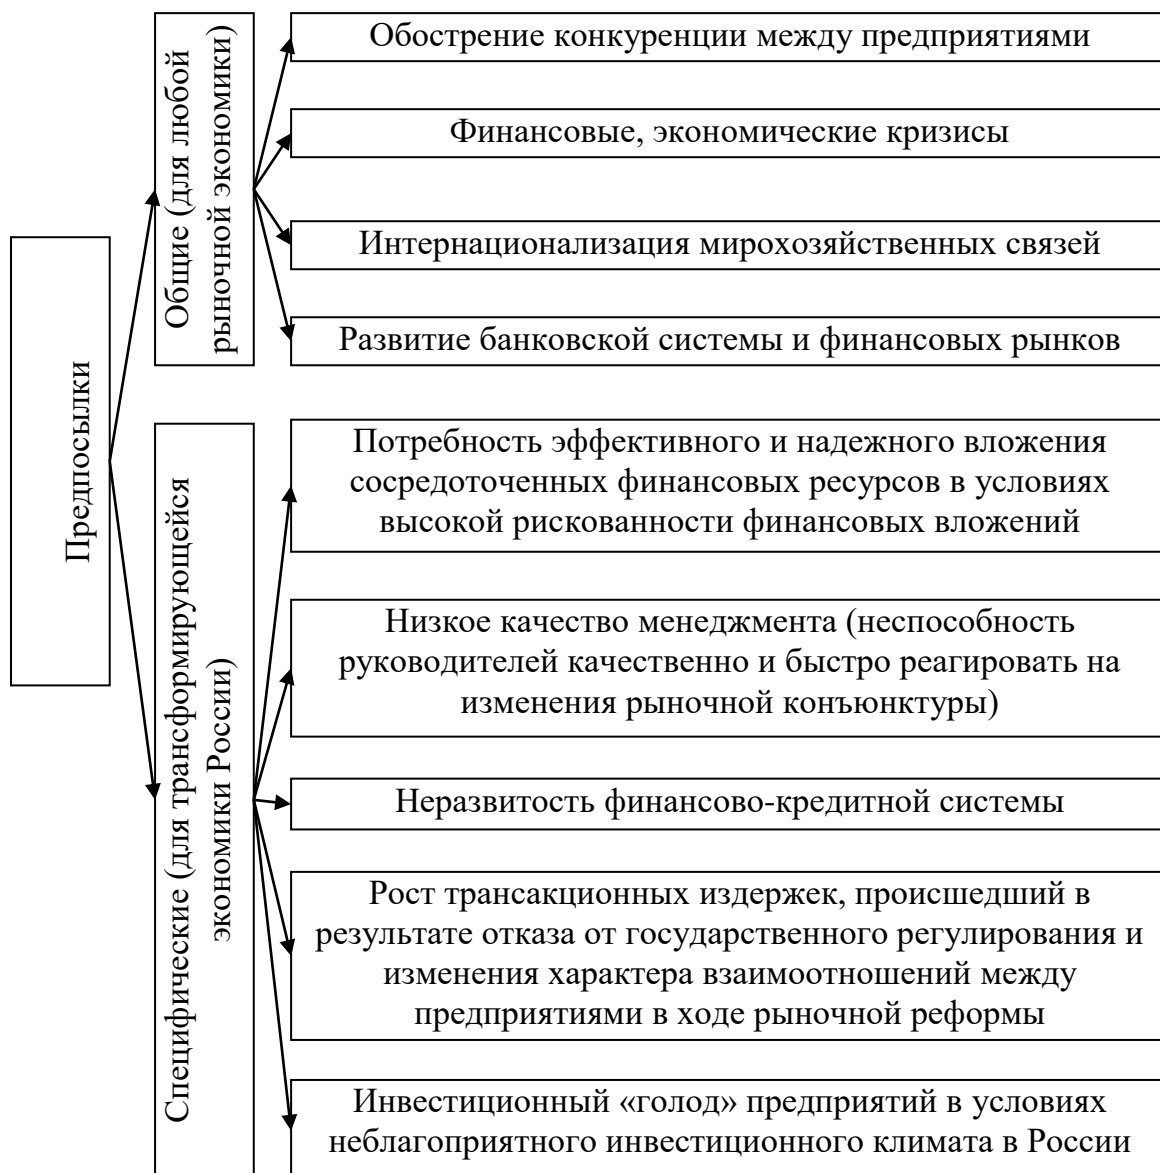 Предпосылки
Общие (для любой
рыночной экономики)
Обострение конкуренции между предприятиями
Финансовые, экономические кризисы
Интернационализация мирохозяйственных связей
Развитие банковской системы и финансовых рынков
Специфические (для трансформирующейся
экономики России)
Потребность эффективного и надежного вложения
сосредоточенных финансовых ресурсов в условиях
высокой рискованности финансовых вложений
Низкое качество менеджмента (неспособность
руководителей качественно и быстро реагировать на
изменения рыночной конъюнктуры)
Неразвитость финансово-кредитной системы
Рост трансакционных издержек, происшедший в
результате отказа от государственного регулирования и
изменения характера взаимоотношений между
предприятиями в ходе рыночной реформы
Инвестиционный «голод» предприятий в условиях
неблагоприятного инвестиционного климата в России